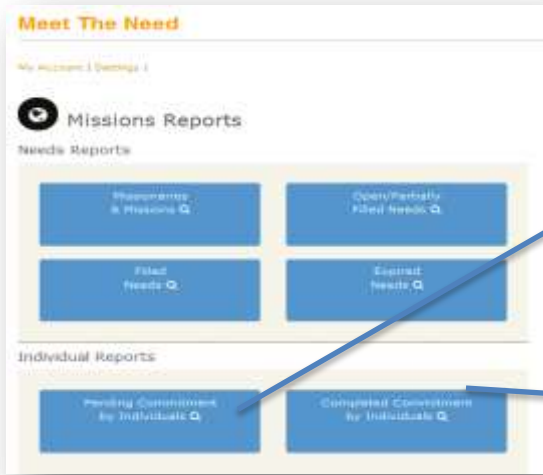 Meet The Need
My Account | Settings |
Missions Reports
Needs Reports
Missionaries
& Missions
Open/Partially
Filled Needs
Filled
Needs
Expired
Needs
Individual Reports
Pending Commitment
by Individuals
Completed Commitment
by Individuals